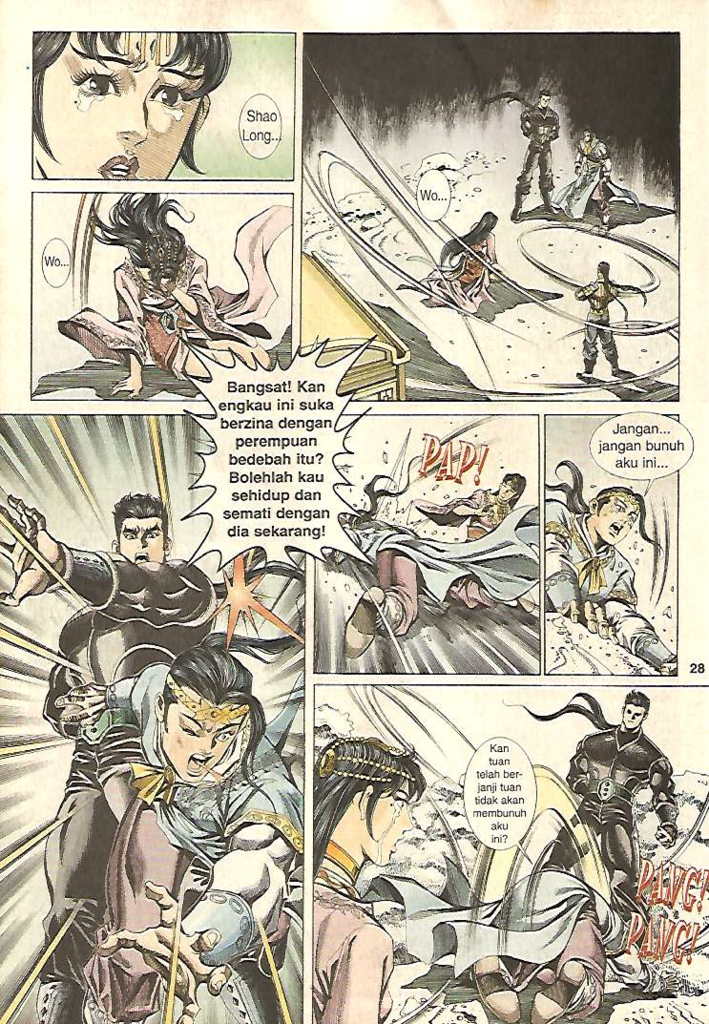 Shao
Long...
Wo...
Wo...
Bangsat! Kan
engkau ini suka
berzina dengan
perempuan
bedebah itu?
Bolehlah kau
sehidup dan
semati dengan
dia sekarang!
PAP!
Jangan...
jangan bunuh
aku ini...
28
Kan
tuan
telah ber-
janji tuan
tidak akan
membunuh
aku
ini?
PANG!
PANG!